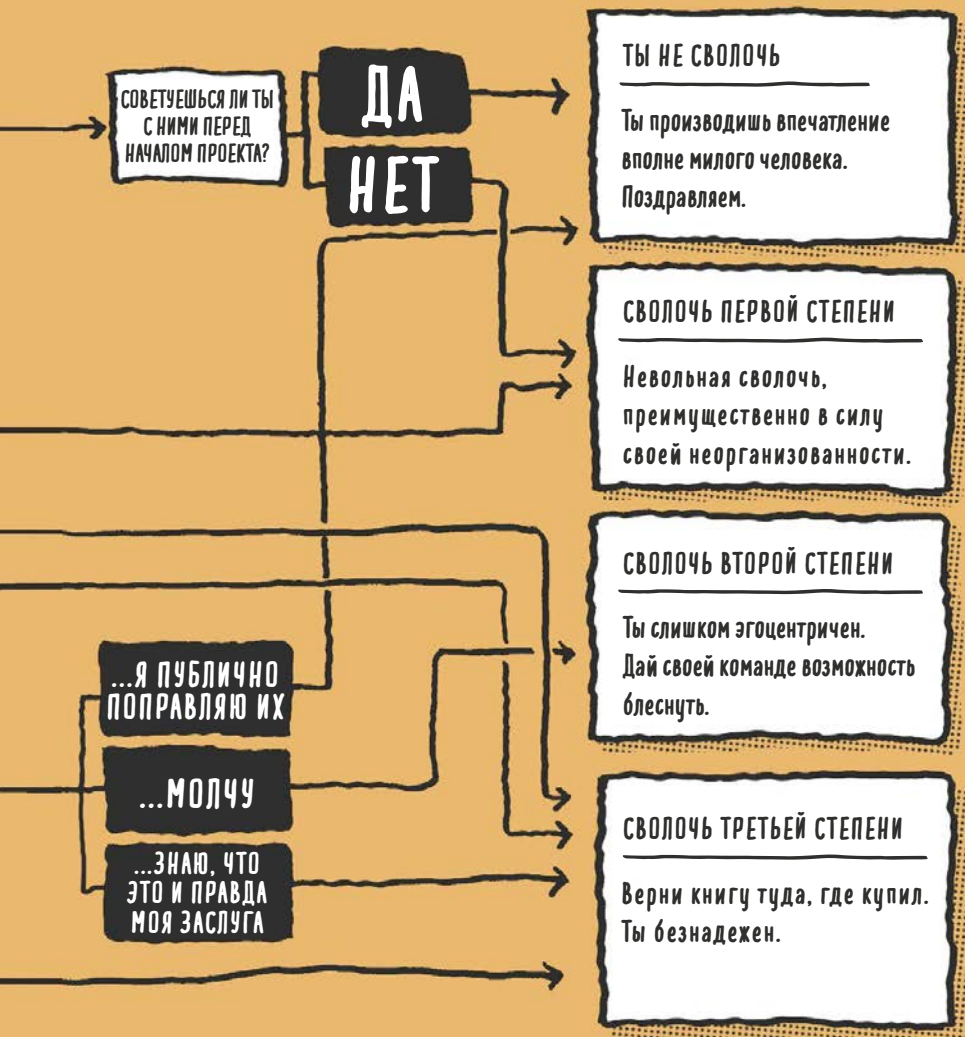 СОВЕТУЕШЬСЯ ЛИ ТЫ
С НИМИ ПЕРЕД
НАЧАЛОМ ПРОЕКТА?
ДА
НЕТ
ТЫ НЕ СВОЛОЧЬ
Ты производишь впечатление
вполне милого человека.
Поздравляем.
СВОЛОЧЬ ПЕРВОЙ СТЕПЕНИ
Невольная сволочь,
преимущественно в силу
своей неорганизованности.
СВОЛОЧЬ ВТОРОЙ СТЕПЕНИ
Ты слишком эгоцентричен.
Дай своей команде возможность
блеснуть.
...Я ПУБЛИЧНО
ПОПРАВЛЯЮ ИХ
...МОЛЧУ
...ЗНАЮ, ЧТО
ЭТО И ПРАВДА
МОЯ ЗАСЛУГА
СВОЛОЧЬ ТРЕТЬЕЙ СТЕПЕНИ
Верни книгу туда, где купил.
Ты безнадежен.